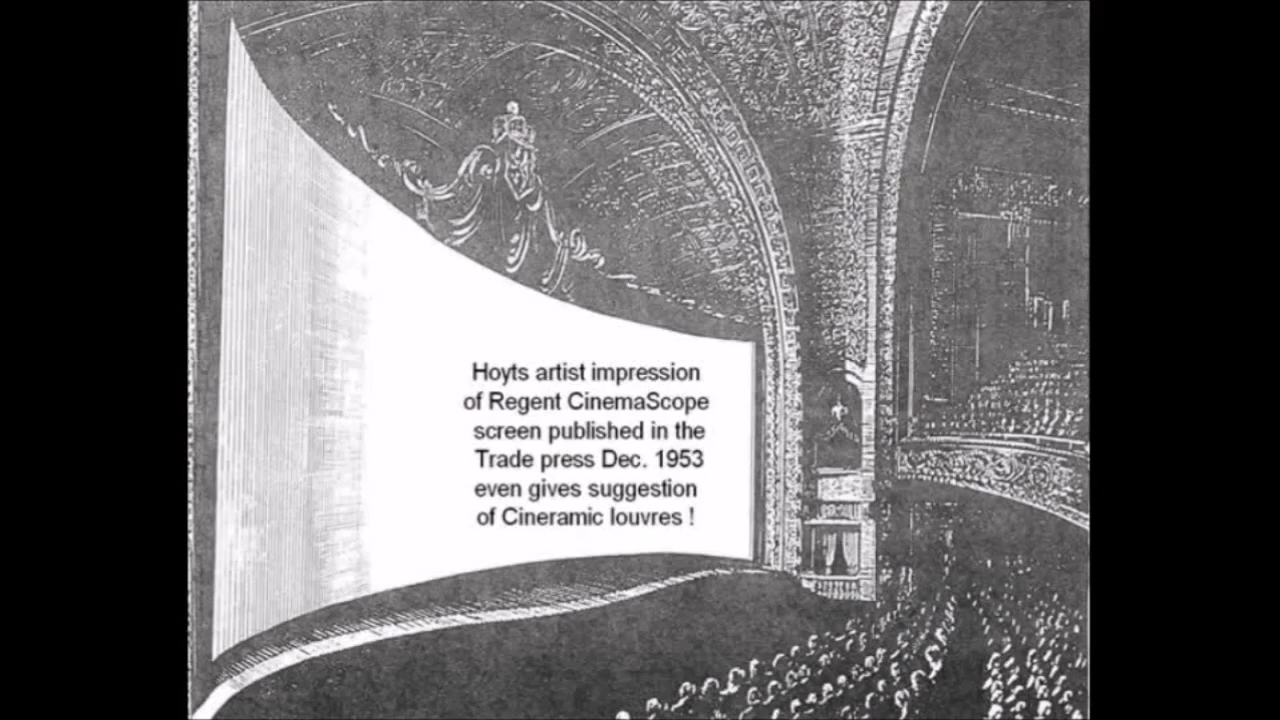 Hoyts artist impression
of Regent CinemaScope
screen published in the
Trade press Dec. 1953
even gives suggestion
of Cineramic louvres !